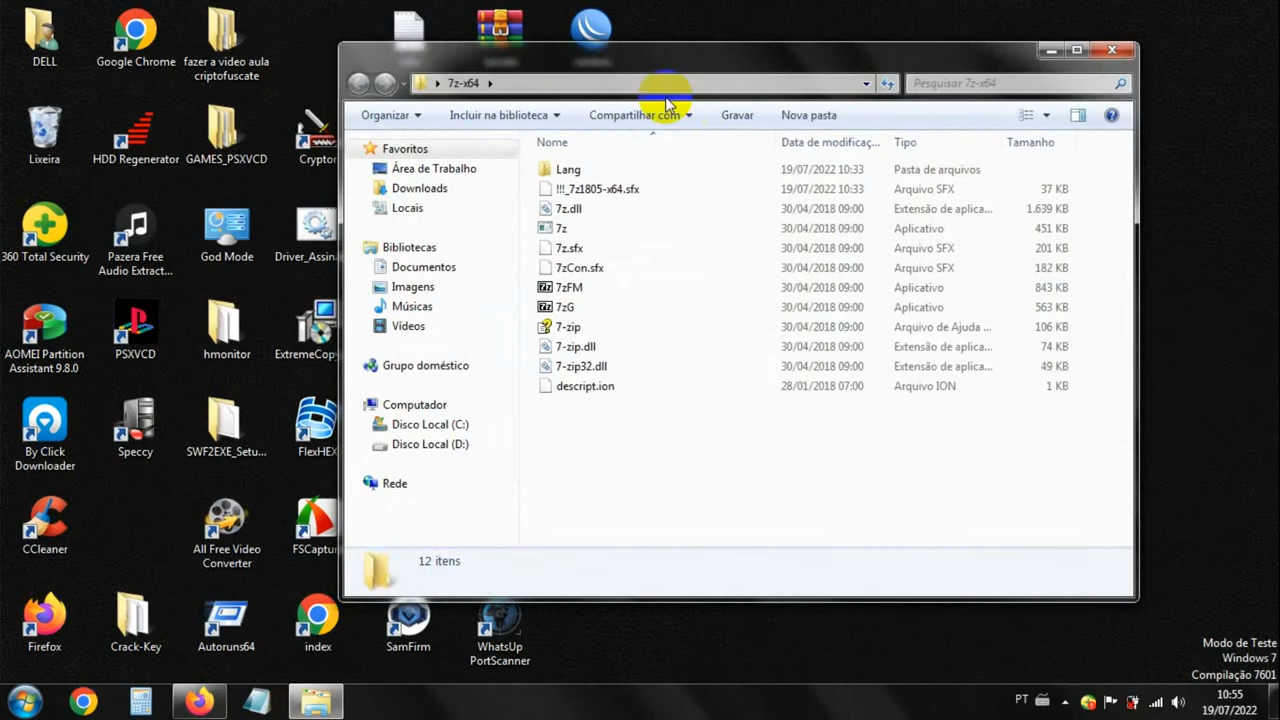 DELL
Google Chrome
fazer a video aula
criptofuscate
Lixeira
HDD Regenerator
GAMES_PSXVCD
Crypto
360 Total Security
Pazera Free
Audio Extract...
God Mode
Driver_Assin
AOMEI Partition
Assistant 9.8.0
PSXVCD
hmonitor
ExtremeCop
By Click
Downloader
Speccy
SWF2EXE_Setu...
FlexHEX
CCleaner
All Free Video
Converter
FSCaptur
Firefox
Crack-Key
Autoruns64
index
SamFirm
WhatsUp
PortScanner
7z-x64
Pesquisar 7z-x64
Organizar
Incluir na biblioteca
Compartilhar com
Gravar
Nova pasta
Favoritos
Área de Trabalho
Downloads
Locais
Bibliotecas
Documentos
Imagens
Músicas
Vídeos
Grupo doméstico
Computador
Disco Local (C:)
Disco Local (D:)
Rede
Nome Data de modificaç... Tipo Tamanho
Lang 19/07/2022 10:33 Pasta de arquivos
!!!_7z1805-x64.sfx 19/07/2022 10:33 Arquivo SFX 37 KB
7z.dll 30/04/2018 09:00 Extensão de aplica... 1.639 KB
7z 30/04/2018 09:00 Aplicativo 451 KB
7z.sfx 30/04/2018 09:00 Arquivo SFX 201 KB
7zCon.sfx 30/04/2018 09:00 Arquivo SFX 182 KB
7zFM 30/04/2018 09:00 Aplicativo 843 KB
7zG 30/04/2018 09:00 Aplicativo 563 KB
7-zip 30/04/2018 09:00 Arquivo de Ajuda ... 106 KB
7-zip.dll 30/04/2018 09:00 Extensão de aplica... 74 KB
7-zip32.dll 30/04/2018 09:00 Extensão de aplica... 49 KB
descript.ion 28/01/2018 07:00 Arquivo ION 1 KB
12 itens
Modo de Teste
Windows 7
Compilação 7601
PT
10:55
19/07/2022